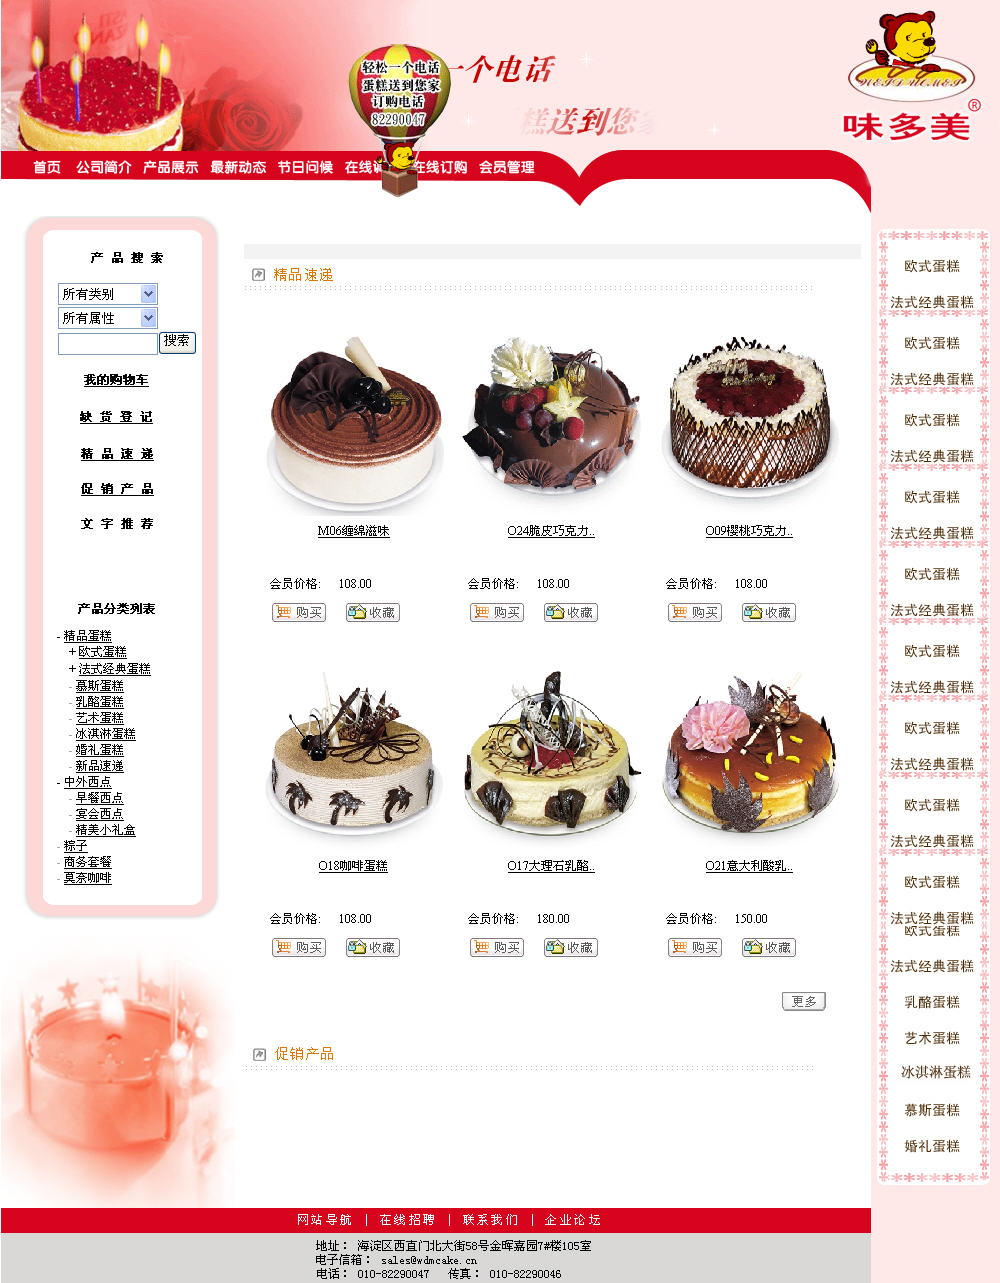 轻松一个电话
蛋糕送到您家
订购电话
82290047
一个电话
糕送到您家
WEIDUOMEI
味多美®
首页 公司简介 产品展示 最新动态 节日问候 在线 在线订购 会员管理
产 品 搜 索
所有类别
所有属性
搜索
我的购物车
缺 货 登 记
精 品 速 递
促 销 产 品
文 字 推 荐
产品分类列表
- 精品蛋糕
+ 欧式蛋糕
+ 法式经典蛋糕
- 慕斯蛋糕
- 乳酪蛋糕
- 艺术蛋糕
- 冰淇淋蛋糕
- 婚礼蛋糕
- 新品速递
- 中外西点
- 早餐西点
- 宴会西点
- 精美小礼盒
- 粽子
- 商务套餐
- 莫奈咖啡
精品速递
M06缠绵滋味 O24脆皮巧克力.. O09樱桃巧克力..
会员价格: 108.00 会员价格: 108.00 会员价格: 108.00
购买 收藏 购买 收藏 购买 收藏
O18咖啡蛋糕 O17大理石乳酪.. O21意大利酸乳..
会员价格: 108.00 会员价格: 180.00 会员价格: 150.00
购买 收藏 购买 收藏 购买 收藏
更多
促销产品
欧式蛋糕
法式经典蛋糕
欧式蛋糕
法式经典蛋糕
欧式蛋糕
法式经典蛋糕
欧式蛋糕
法式经典蛋糕
欧式蛋糕
法式经典蛋糕
欧式蛋糕
法式经典蛋糕
欧式蛋糕
法式经典蛋糕
欧式蛋糕
法式经典蛋糕
欧式蛋糕
法式经典蛋糕
欧式蛋糕
法式经典蛋糕
乳酪蛋糕
艺术蛋糕
冰淇淋蛋糕
慕斯蛋糕
婚礼蛋糕
网站导航 | 在线招聘 | 联系我们 | 企业论坛
地址： 海淀区西直门北大街58号金晖嘉园7#楼105室
电子信箱： sales@wdmcake.cn
电话： 010-82290047 传真： 010-82290046